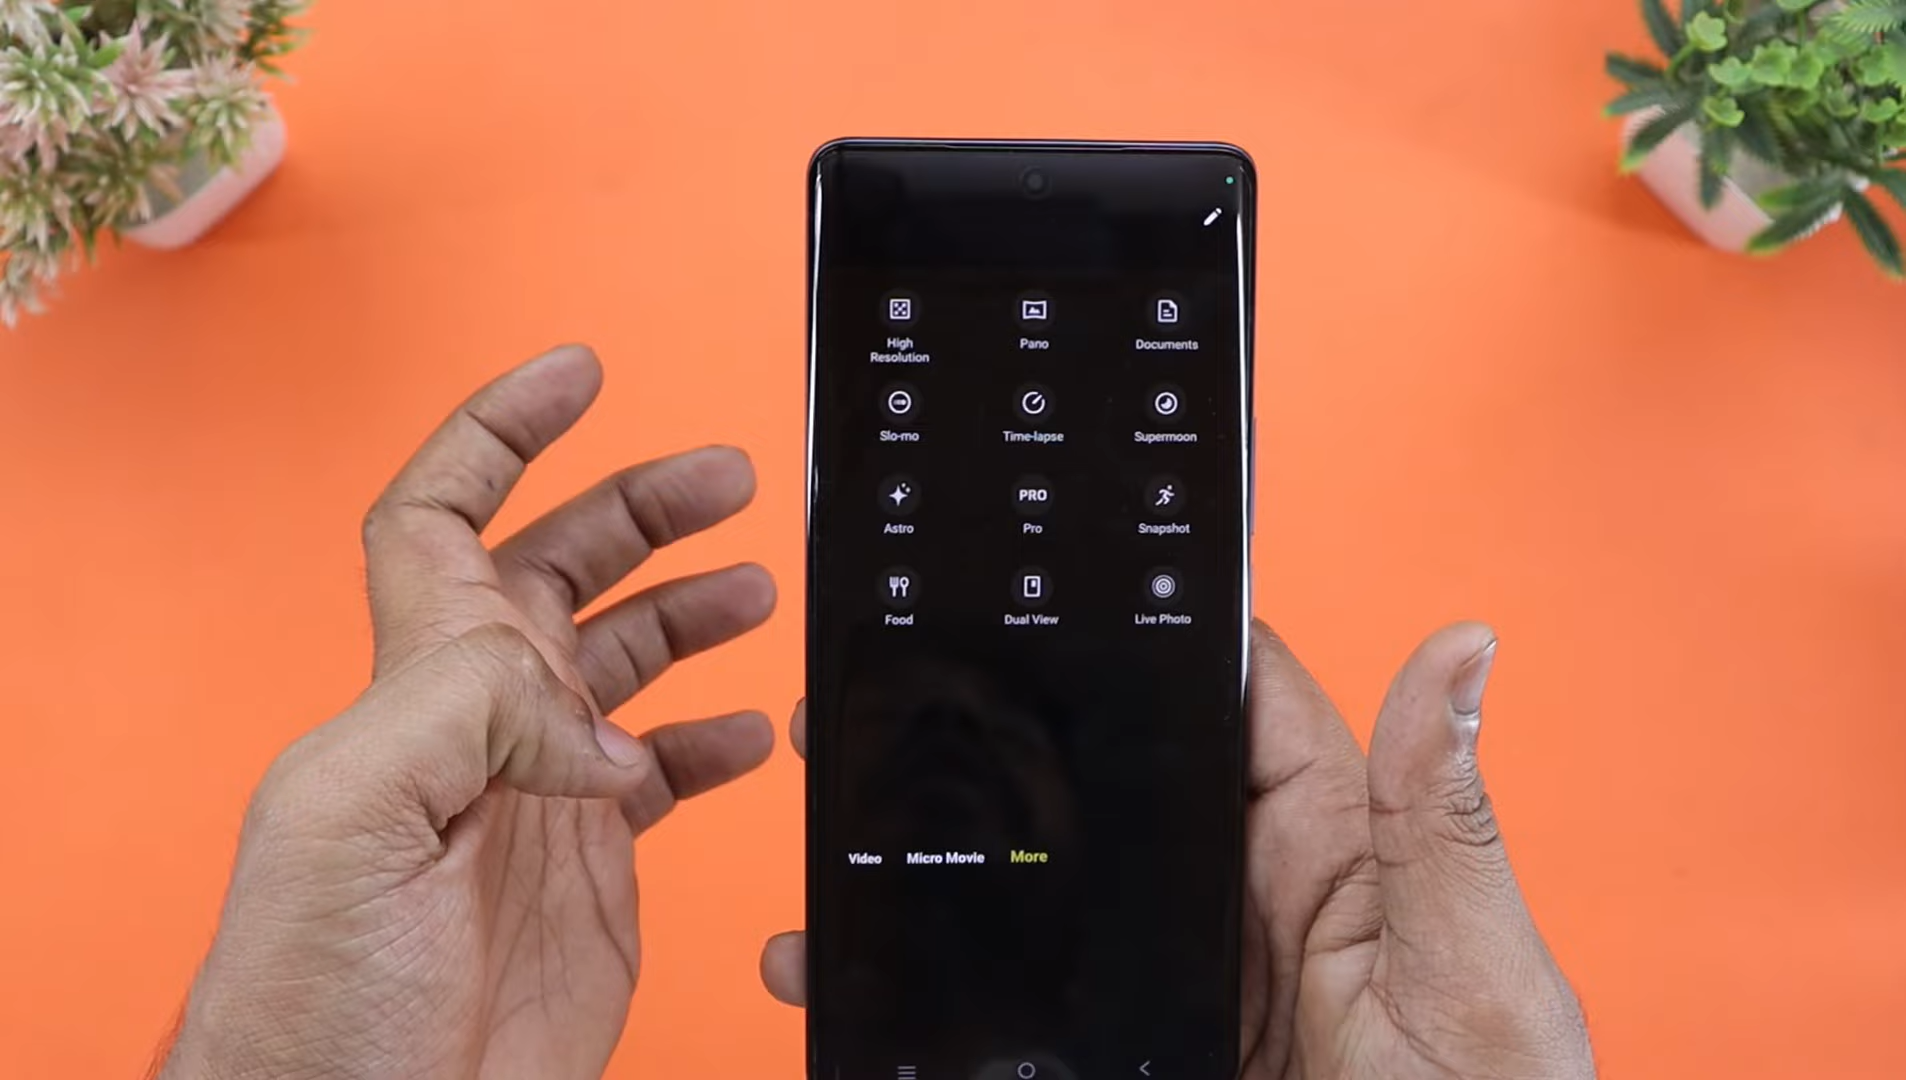 High
Resolution
Pano
Documents
Slo-mo
Time-lapse
Supermoon
Astro
PRO
Pro
Snapshot
Food
Dual View
Live Photo
Video
Micro Movie
More